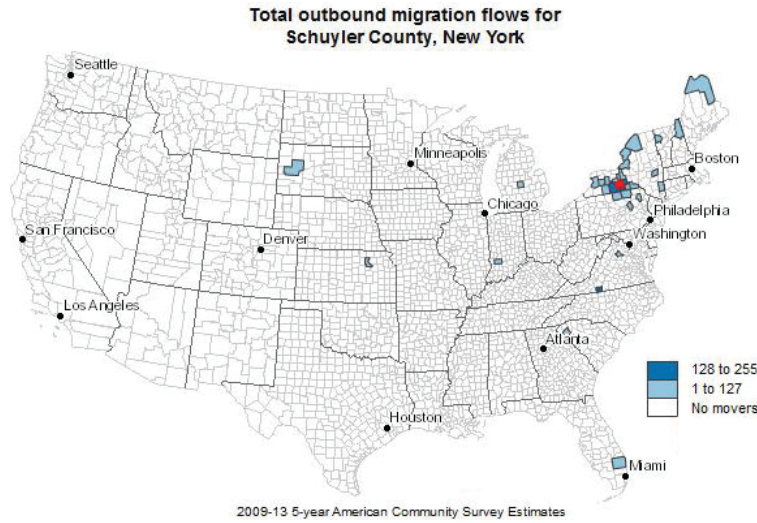 Total outbound migration flows for
Schuyler County, New York
Seattle
Minneapolis
Boston
Chicago
Philadelphia
San Francisco
Denver
Washington
Los Angeles
Atlanta
128 to 255
1 to 127
No movers
Houston
Miami
2009-13 5-year American Community Survey Estimates